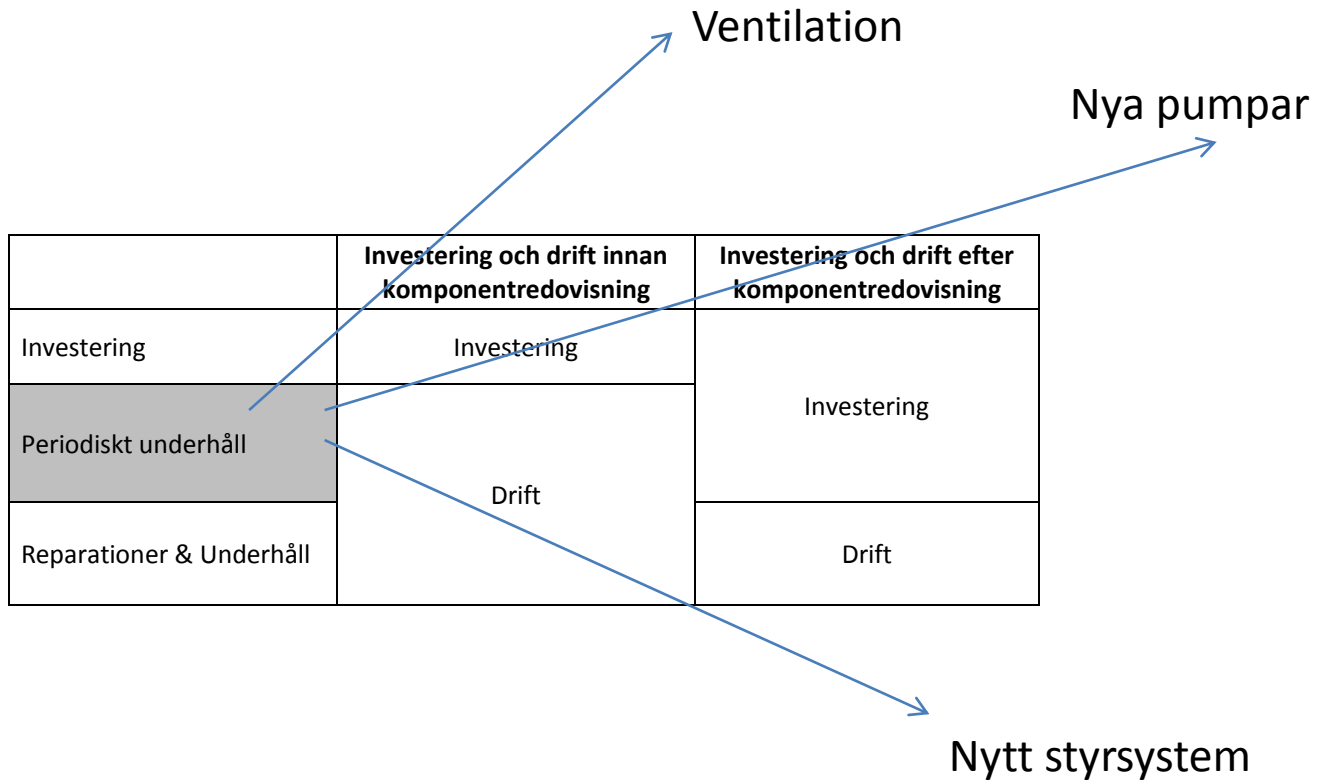 Ventilation
Nya pumpar
Investering och drift innan
komponentredovisning
Investering och drift efter
komponentredovisning
Investering
Investering
Investering
Periodiskt underhåll
Drift
Reparationer & Underhåll
Drift
Nytt styrsystem